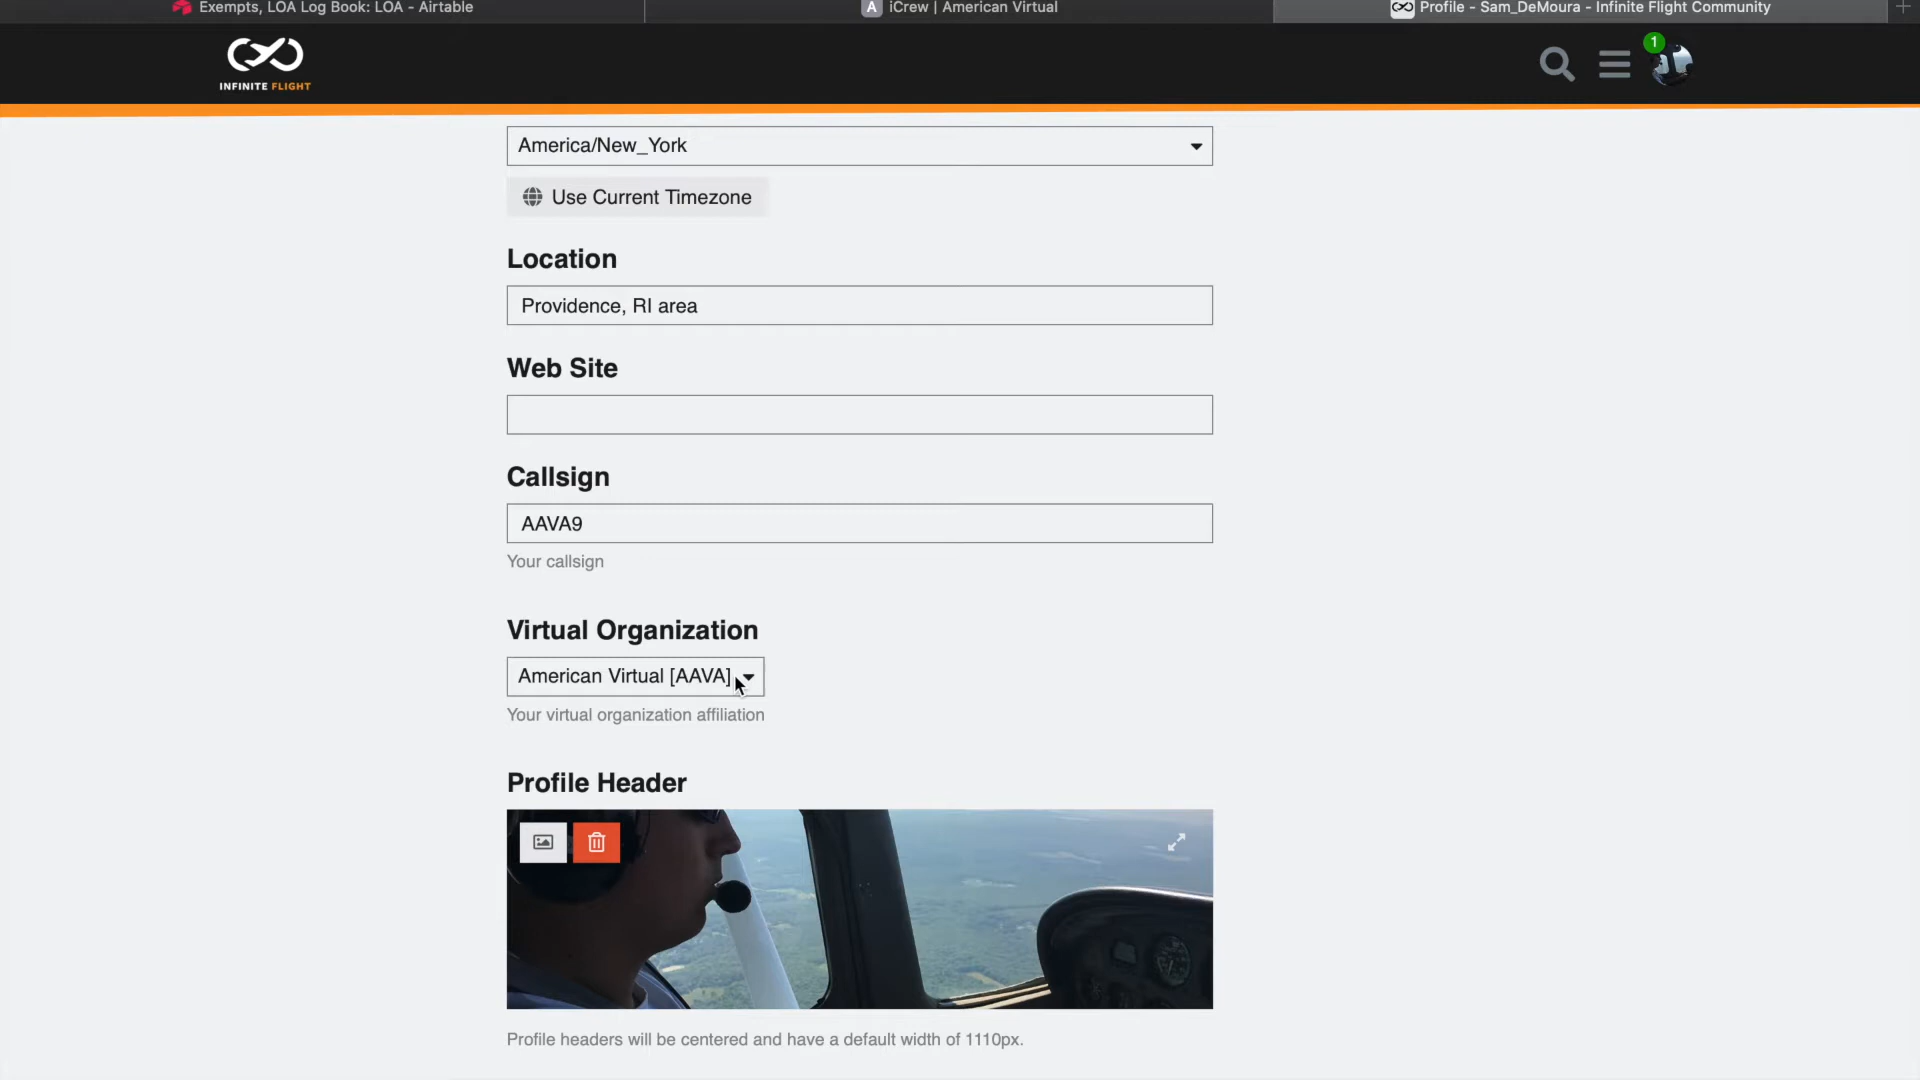 Exempts, LOA Log Book: LOA - Airtable
A iCrew | American Virtual
Profile - Sam_DeMoura - Infinite Flight Community
INFINITE FLIGHT
1
America/New_York
Use Current Timezone
Location
Providence, RI area
Web Site
Callsign
AAVA9
Your callsign
Virtual Organization
American Virtual [AAVA]
Your virtual organization affiliation
Profile Header
Profile headers will be centered and have a default width of 1110px.